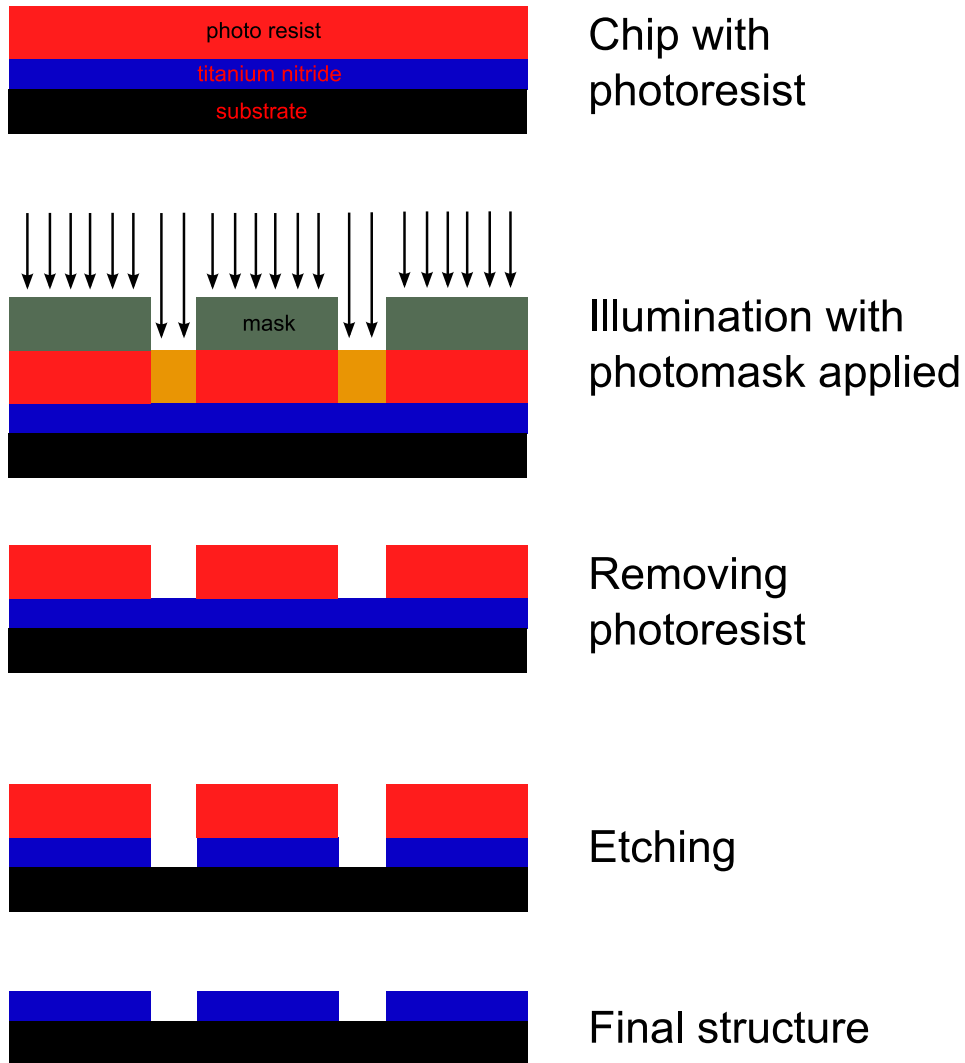 photo resist
titanium nitride
substrate
Chip with
photoresist
mask
Illumination with
photomask applied
Removing
photoresist
Etching
Final structure